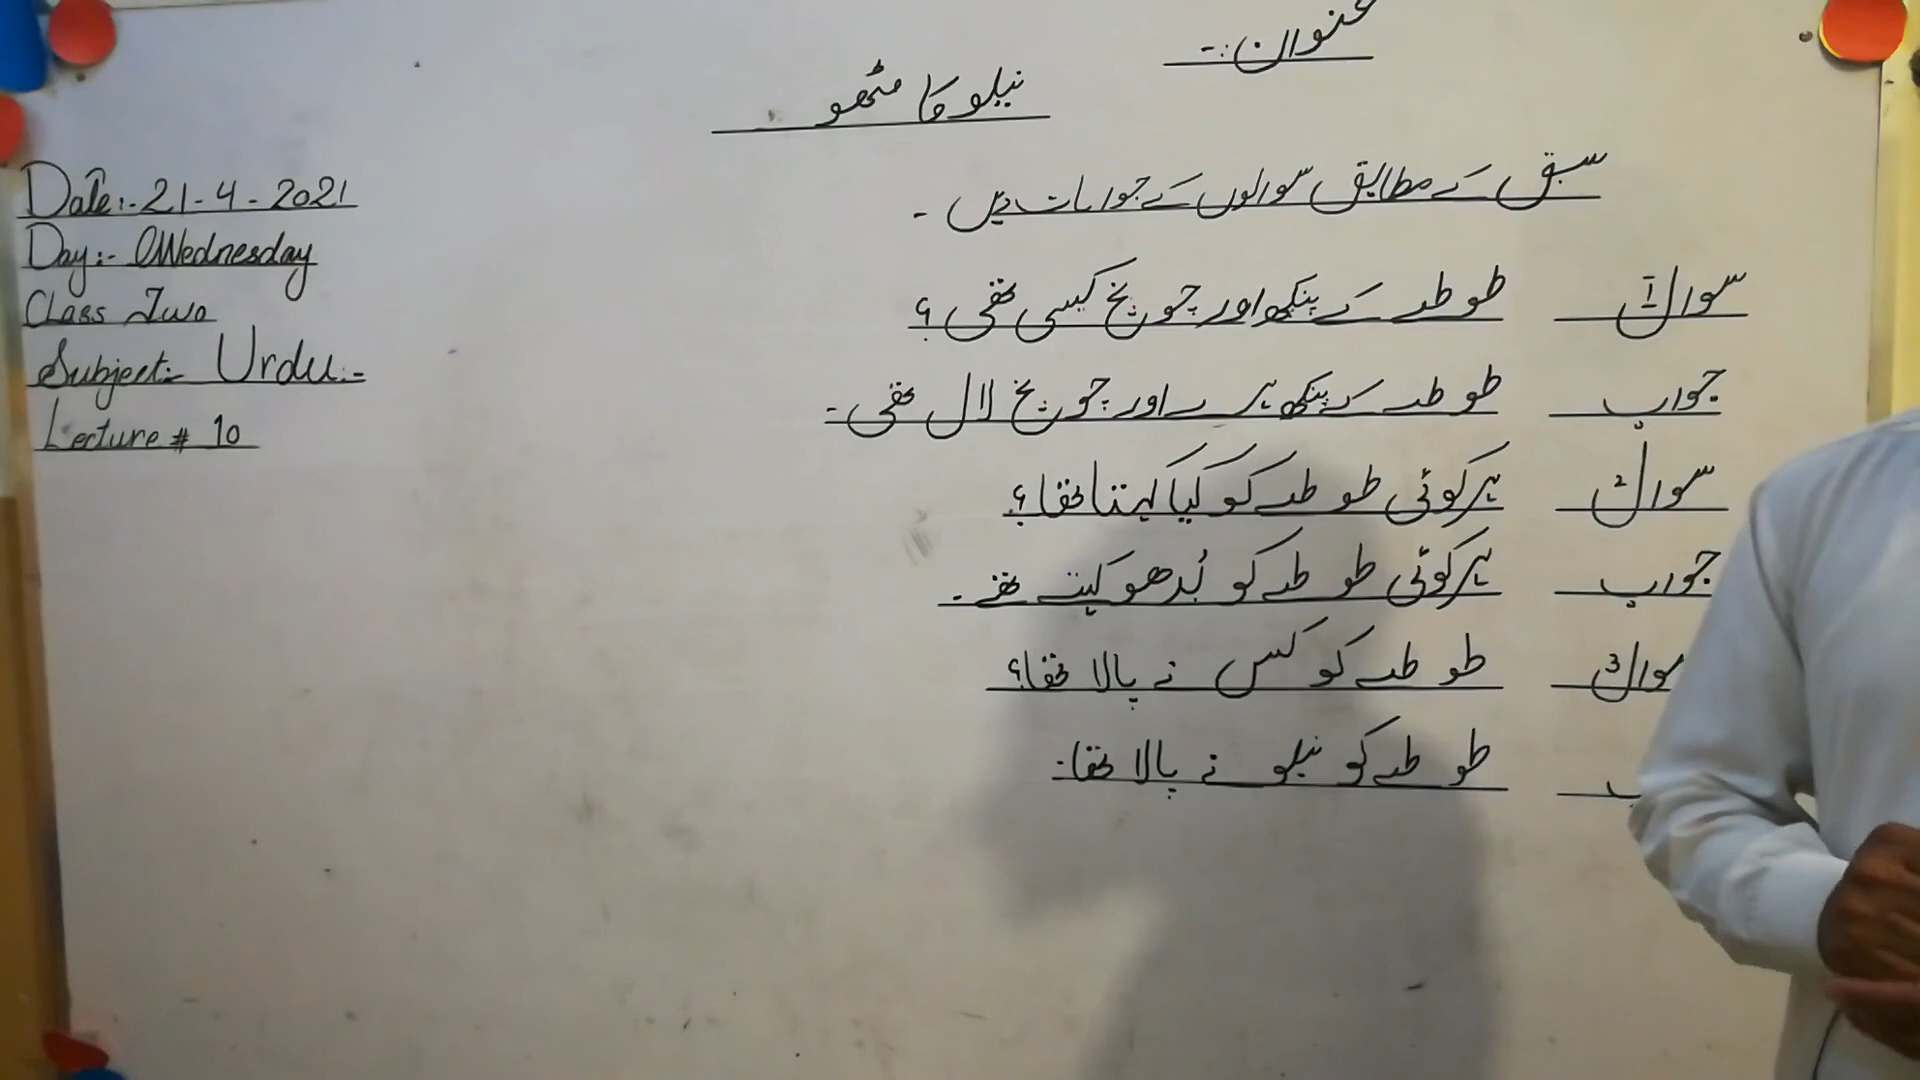 عنوان:-
نیلو کا مٹھو
Date:- 21-4-2021
Day:- Wednesday
Class Two
Subject:- Urdu:-
Lecture # 10
سبق کے مطابق سوالوں کے جوابات دیں -
سوال 1 طوطے کے پنکھ اور چونچ کیسی تھی ؟
جواب طوطے کے پنکھ ہرے اور چونچ لال تھی -
سوال 2 ہر کوئی طوطے کو کیا کہتا تھا ؟
جواب ہر کوئی طوطے کو بُدھو کہتے تھے -
سوال 3 طوطے کو کس نے پالا تھا ؟
طوطے کو نیلو نے پالا تھا -